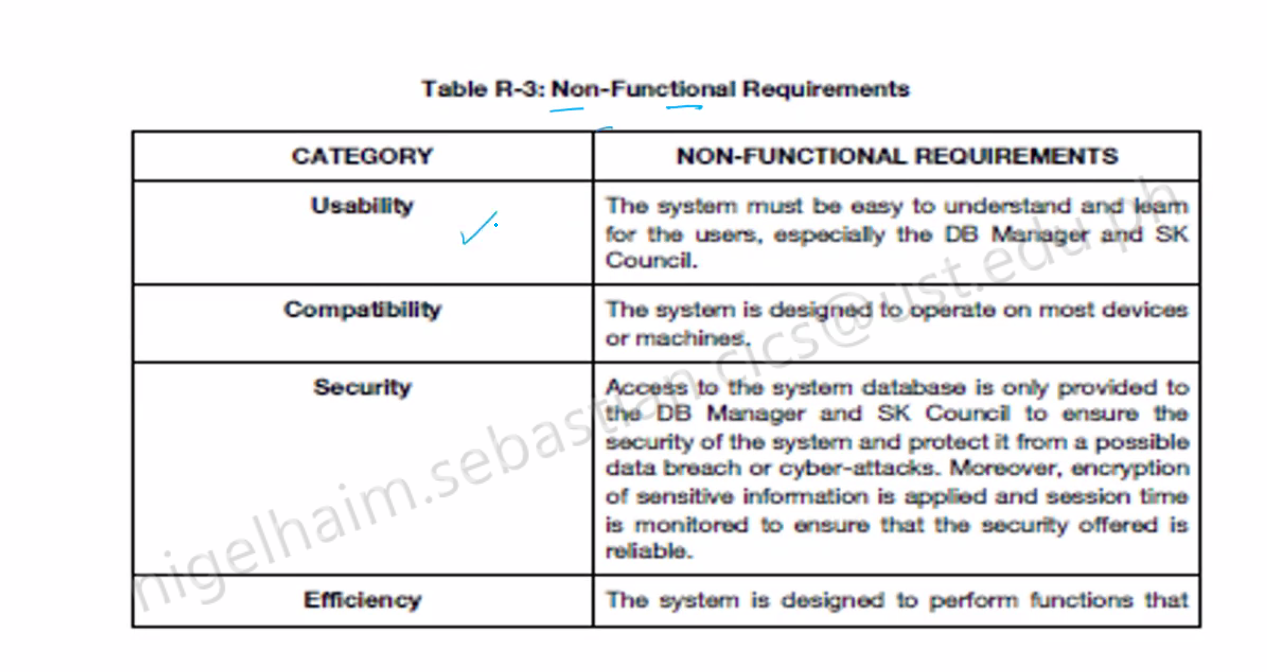 Table R-3: Non-Functional Requirements
CATEGORY
NON-FUNCTIONAL REQUIREMENTS
Usability
The system must be easy to understand and learn
for the users, especially the DB Manager and SK
Council.
Compatibility
The system is designed to operate on most devices
or machines.
Security
Access to the system database is only provided to
the DB Manager and SK Council to ensure the
security of the system and protect it from a possible
data breach or cyber-attacks. Moreover, encryption
of sensitive information is applied and session time
is monitored to ensure that the security offered is
reliable.
Efficiency
The system is designed to perform functions that
nigelhaim.sebastian.cics@ust.edu.ph